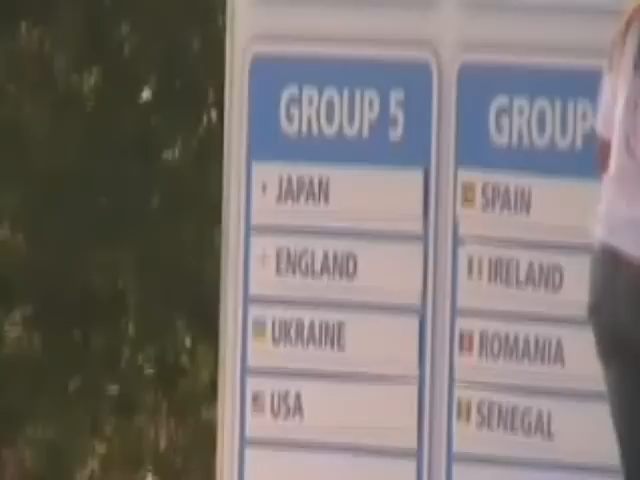 GROUP 5
JAPAN
ENGLAND
UKRAINE
USA
GROUP
SPAIN
IRELAND
ROMANIA
SENEGAL